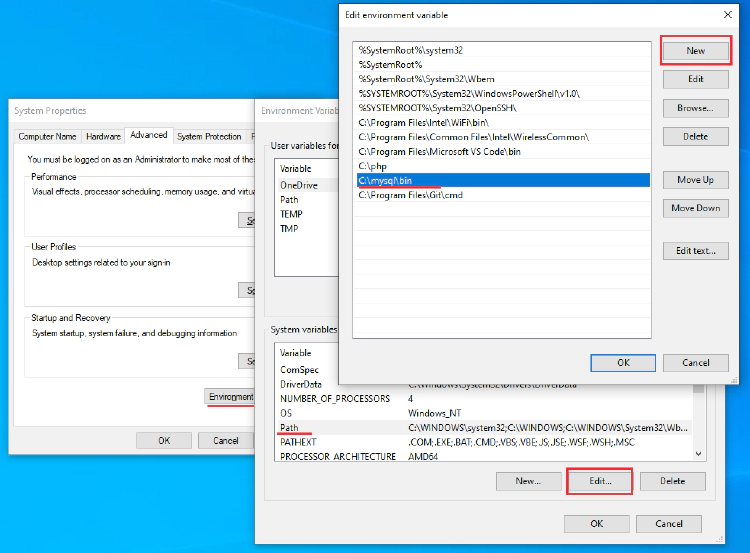 Edit environment variable
%SystemRoot%\system32
%SystemRoot%
%SystemRoot%\System32\Wbem
%SYSTEMROOT%\System32\WindowsPowerShell\v1.0\
%SYSTEMROOT%\System32\OpenSSH\
C:\Program Files\Intel\WiFi\bin\
C:\Program Files\Common Files\Intel\WirelessCommon\
C:\Program Files\Microsoft VS Code\bin
C:\php
C:\mysql\bin
C:\Program Files\Git\cmd
New
Edit
Browse...
Delete
Move Up
Move Down
Edit text...
OK
Cancel
System Properties
Computer Name
Hardware
Advanced
System Protection
You must be logged on as an Administrator to make most of thes
Performance
Visual effects, processor scheduling, memory usage, and virtu
User Profiles
Desktop settings related to your sign-in
Startup and Recovery
System startup, system failure, and debugging information
Environment
OK
Cancel
Environment Variab
User variables for
Variable
OneDrive
Path
TEMP
TMP
System variables
Variable
ComSpec
DriverData C:\Windows\System32\Drivers\DriverData
NUMBER_OF_PROCESSORS 4
OS Windows_NT
Path C:\WINDOWS\system32;C:\WINDOWS;C:\WINDOWS\System32\Wb...
PATHEXT .COM;.EXE;.BAT;.CMD;.VBS;.VBE;.JS;.JSE;.WSF;.WSH;.MSC
PROCESSOR_ARCHITECTURE AMD64
New...
Edit...
Delete
OK
Cancel